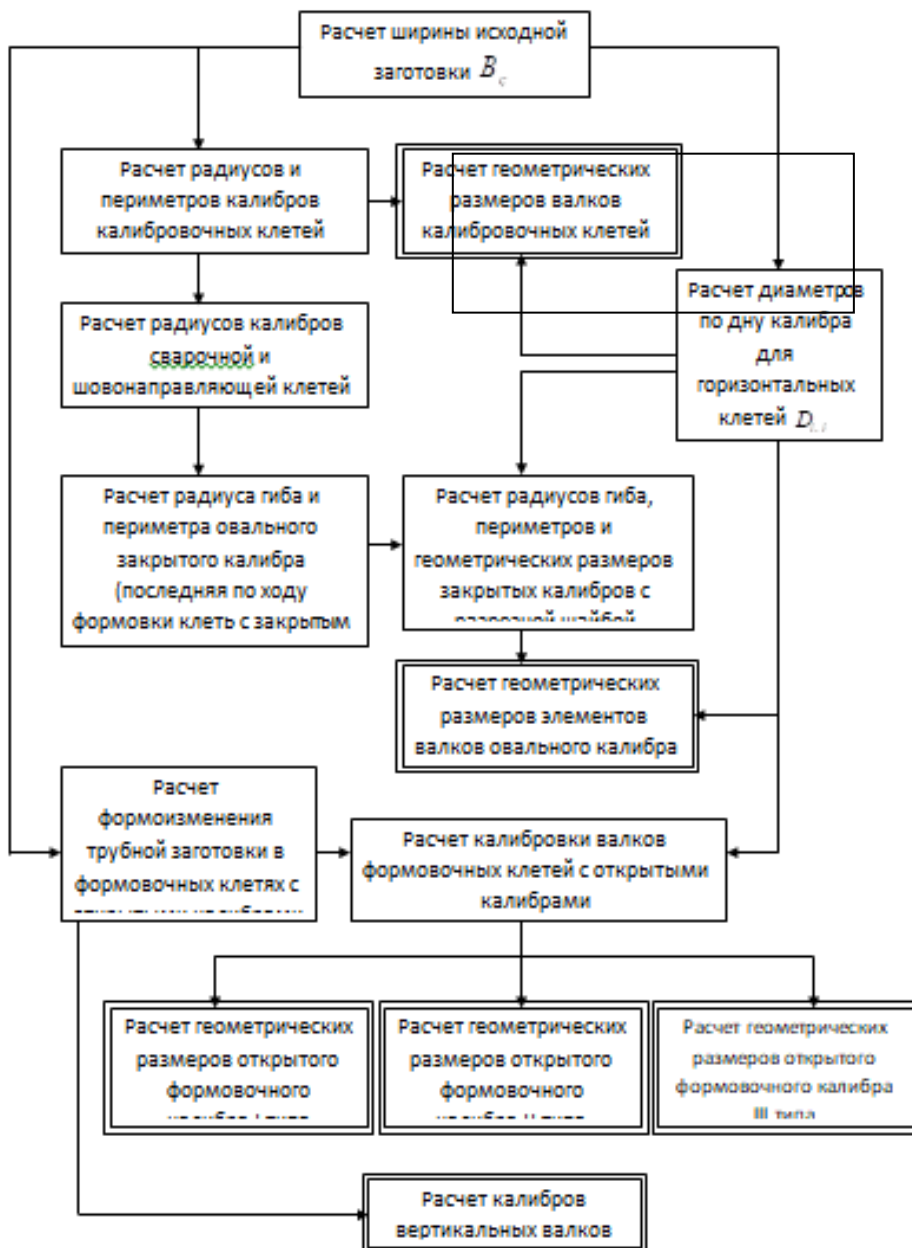 Расчет ширины исходной
заготовки B
Расчет радиусов и
периметров калибров
калибровочных клетей
Расчет геометрических
размеров валков
калибровочных клетей
Расчет диаметров
по дну калибра
для
горизонтальных
клетей D
Расчет радиусов калибров
сварочной и
шовонаправляющей клетей
Расчет радиуса гиба и
периметра овального
закрытого калибра
(последняя по ходу
формовки клеть с закрытым
Расчет радиусов гиба,
периметров и
геометрических размеров
закрытых калибров с
Расчет геометрических
размеров элементов
валков овального калибра
Расчет
формоизменения
трубной заготовки в
формовочных клетях с
Расчет калибровки валков
формовочных клетей с открытыми
калибрами
Расчет геометрических
размеров открытого
формовочного
Расчет геометрических
размеров открытого
формовочного
Расчет геометрических
размеров открытого
формовочного калибра
III типа
Расчет калибров
вертикальных валков